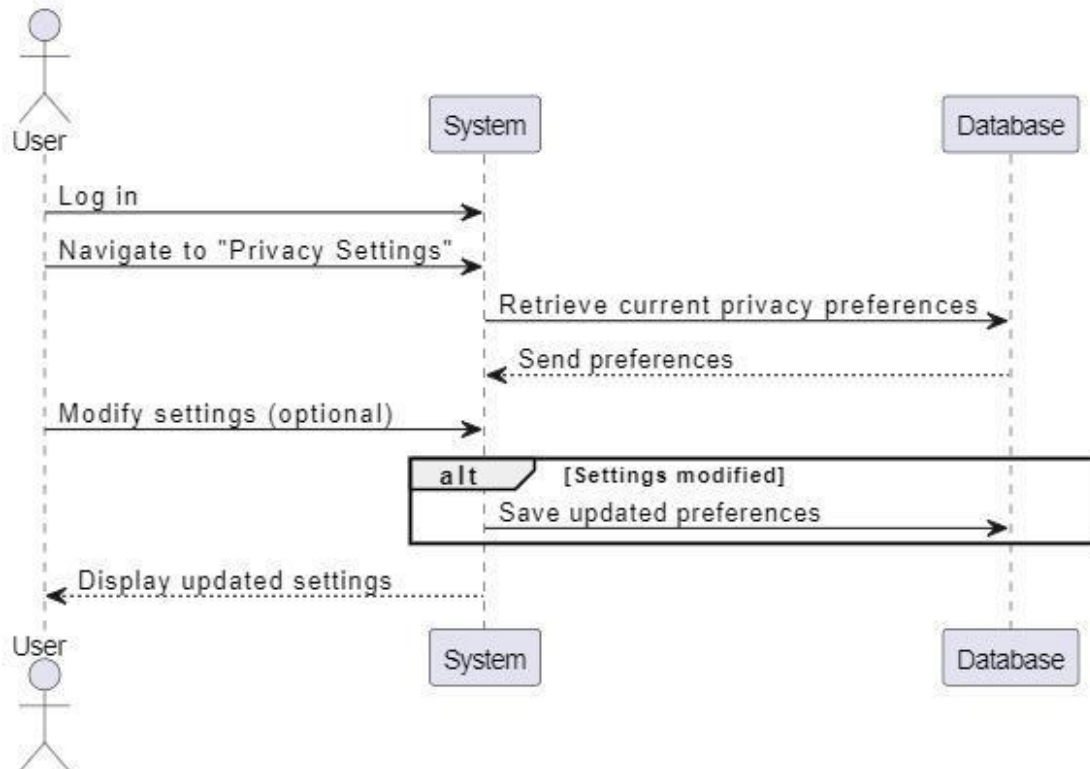 User
System
Database
Log in
Navigate to "Privacy Settings"
Retrieve current privacy preferences
Send preferences
Modify settings (optional)
alt [Settings modified]
Save updated preferences
Display updated settings
User
System
Database